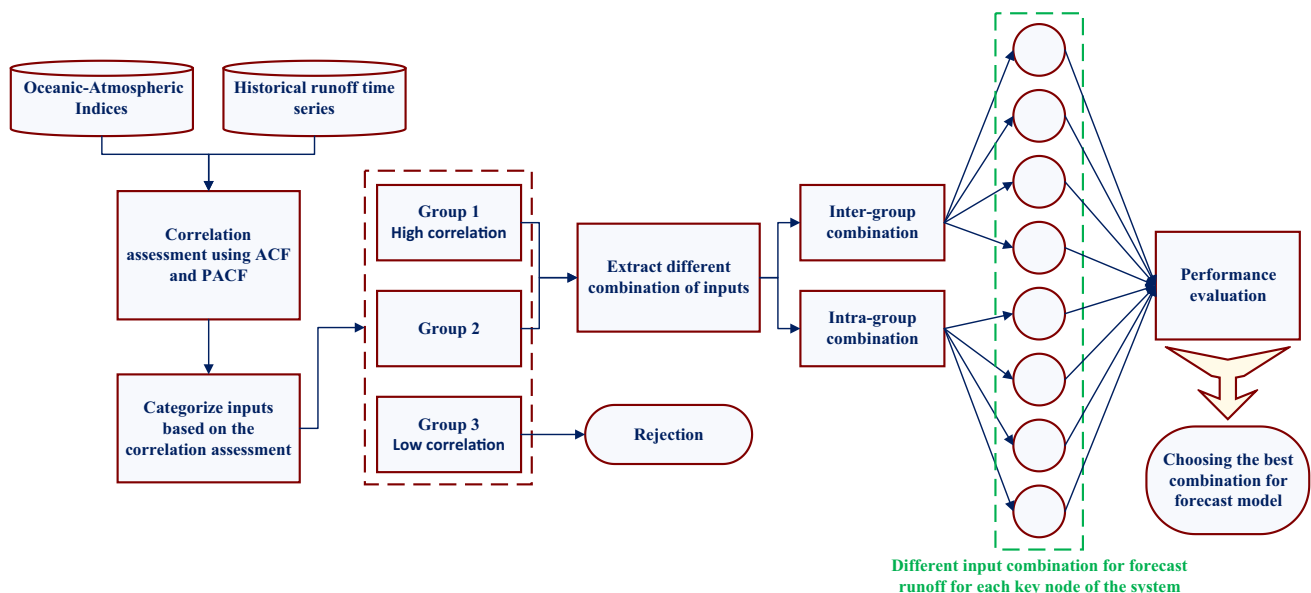 Oceanic-Atmospheric
Indices
Historical runoff time
series
Correlation
assessment using ACF
and PACF
Categorize inputs
based on the
correlation assessment
Group 1
High correlation
Group 2
Group 3
Low correlation
Rejection
Extract different
combination of inputs
Inter-group
combination
Intra-group
combination
Different input combination for forecast
runoff for each key node of the system
Performance
evaluation
Choosing the best
combination for
forecast model